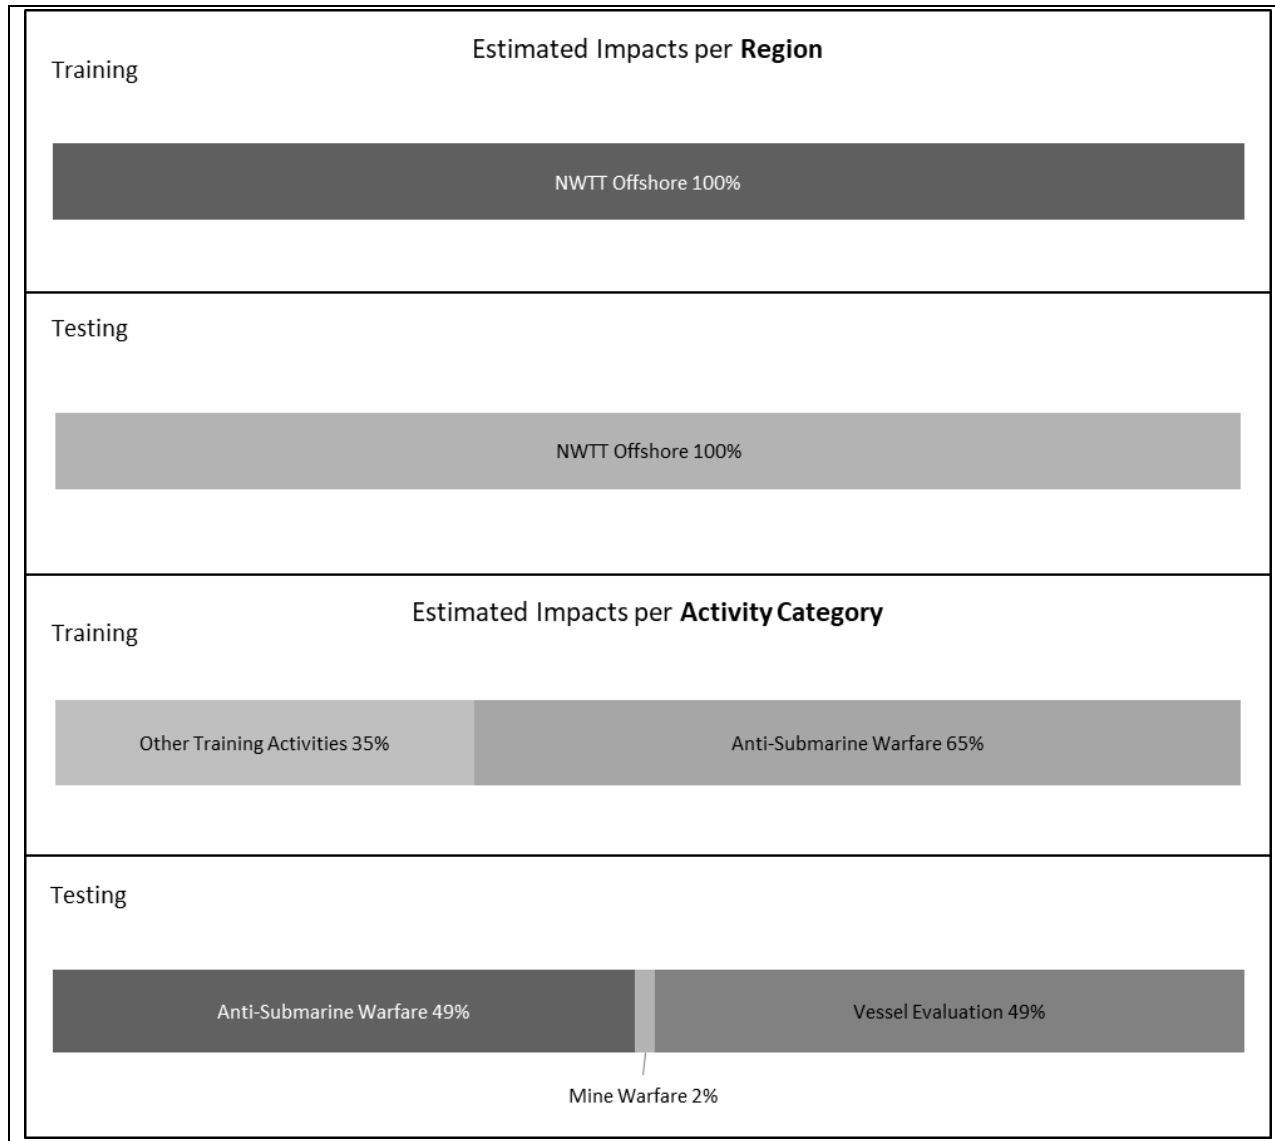 Estimated Impacts per Region
Training
NWTT Offshore 100%
Testing
NWTT Offshore 100%
Estimated Impacts per Activity Category
Training
Other Training Activities 35%
Anti-Submarine Warfare 65%
Testing
Anti-Submarine Warfare 49%
Vessel Evaluation 49%
Mine Warfare 2%